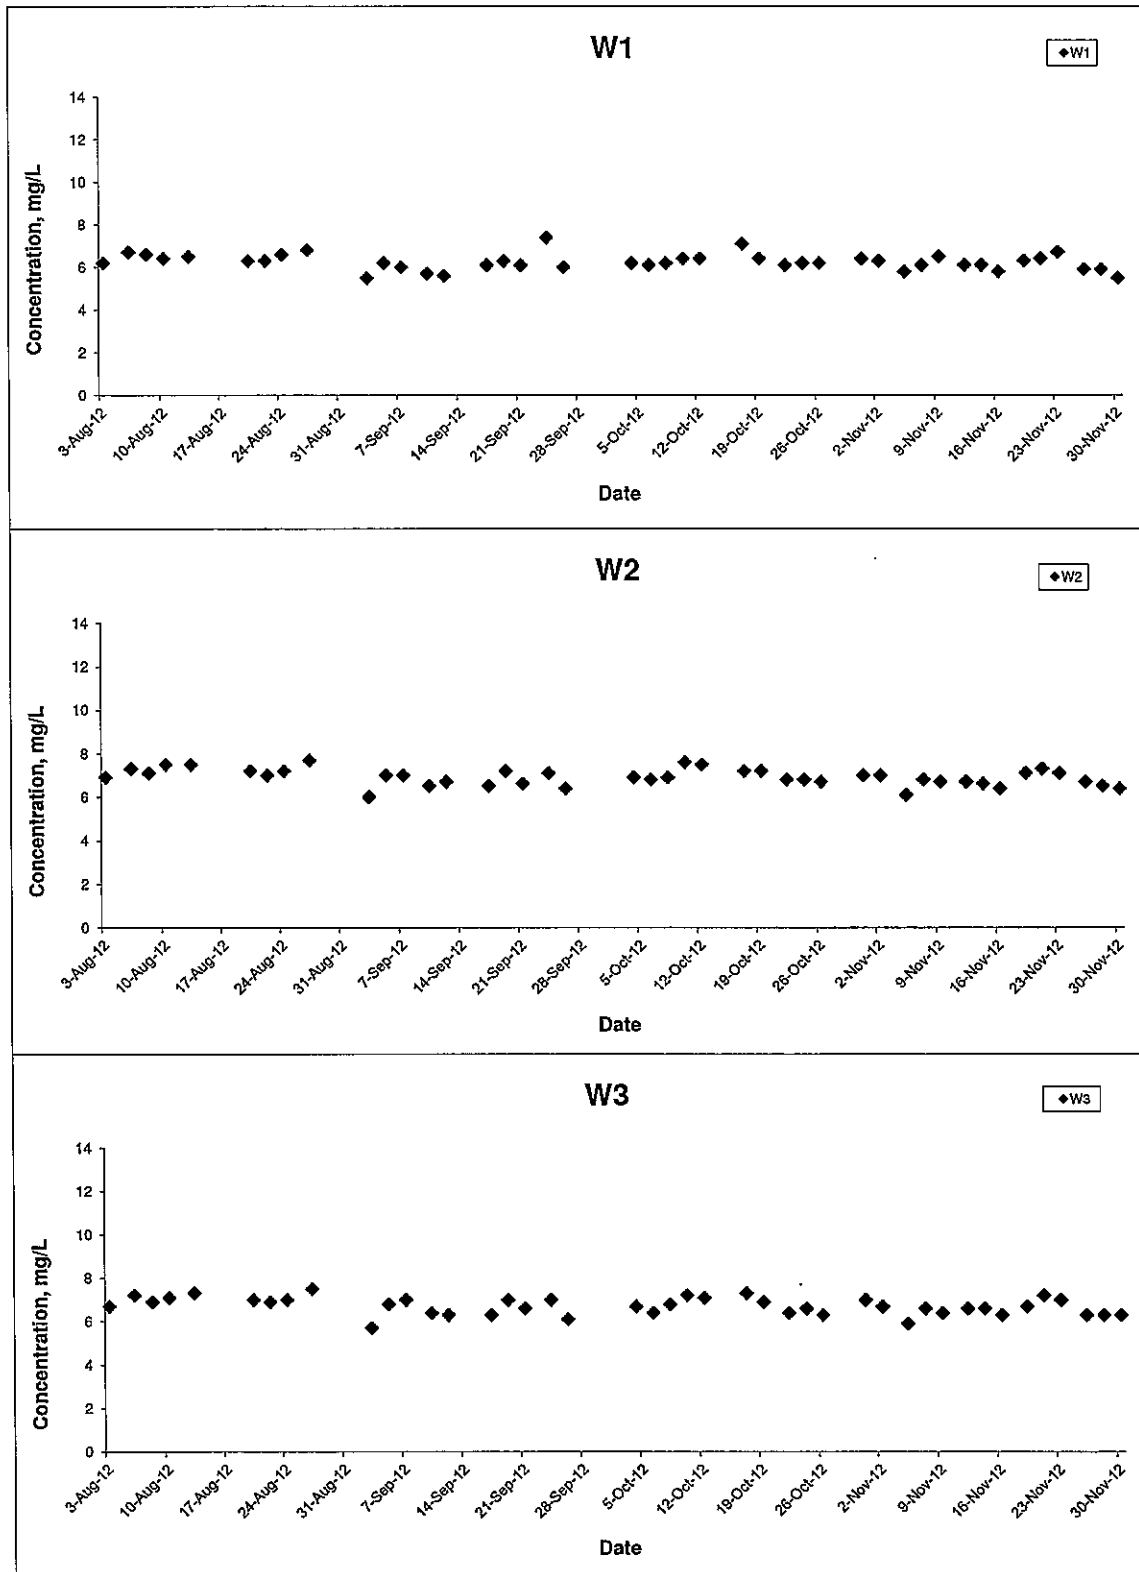 W1
W1
Concentration, mg/L
14
12
10
8
6
4
2
0
3-Aug-12
10-Aug-12
17-Aug-12
24-Aug-12
31-Aug-12
7-Sep-12
14-Sep-12
21-Sep-12
28-Sep-12
5-Oct-12
12-Oct-12
19-Oct-12
26-Oct-12
2-Nov-12
9-Nov-12
16-Nov-12
23-Nov-12
30-Nov-12
Date
W2
W2
Concentration, mg/L
14
12
10
8
6
4
2
0
3-Aug-12
10-Aug-12
17-Aug-12
24-Aug-12
31-Aug-12
7-Sep-12
14-Sep-12
21-Sep-12
28-Sep-12
5-Oct-12
12-Oct-12
19-Oct-12
26-Oct-12
2-Nov-12
9-Nov-12
16-Nov-12
23-Nov-12
30-Nov-12
Date
W3
W3
Concentration, mg/L
14
12
10
8
6
4
2
0
3-Aug-12
10-Aug-12
17-Aug-12
24-Aug-12
31-Aug-12
7-Sep-12
14-Sep-12
21-Sep-12
28-Sep-12
5-Oct-12
12-Oct-12
19-Oct-12
26-Oct-12
2-Nov-12
9-Nov-12
16-Nov-12
23-Nov-12
30-Nov-12
Date